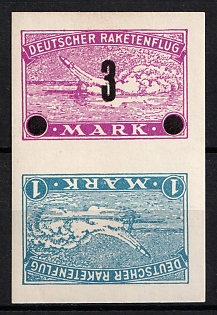 DEUTSCHER RAKETENFLUG
3
MARK
1 MARK 1
DEUTSCHER RAKETENFLUG